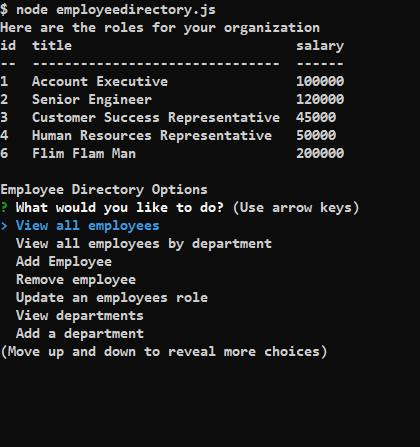 $ node employeedirectory.js
Here are the roles for your organization
id  title                            salary
--  -------------------------------  ------
1   Account Executive                100000
2   Senior Engineer                  120000
3   Customer Success Representative  45000
4   Human Resources Representative   50000
6   Flim Flam Man                    200000
Employee Directory Options
? What would you like to do? (Use arrow keys)
> View all employees
  View all employees by department
  Add Employee
  Remove employee
  Update an employees role
  View departments
  Add a department
(Move up and down to reveal more choices)